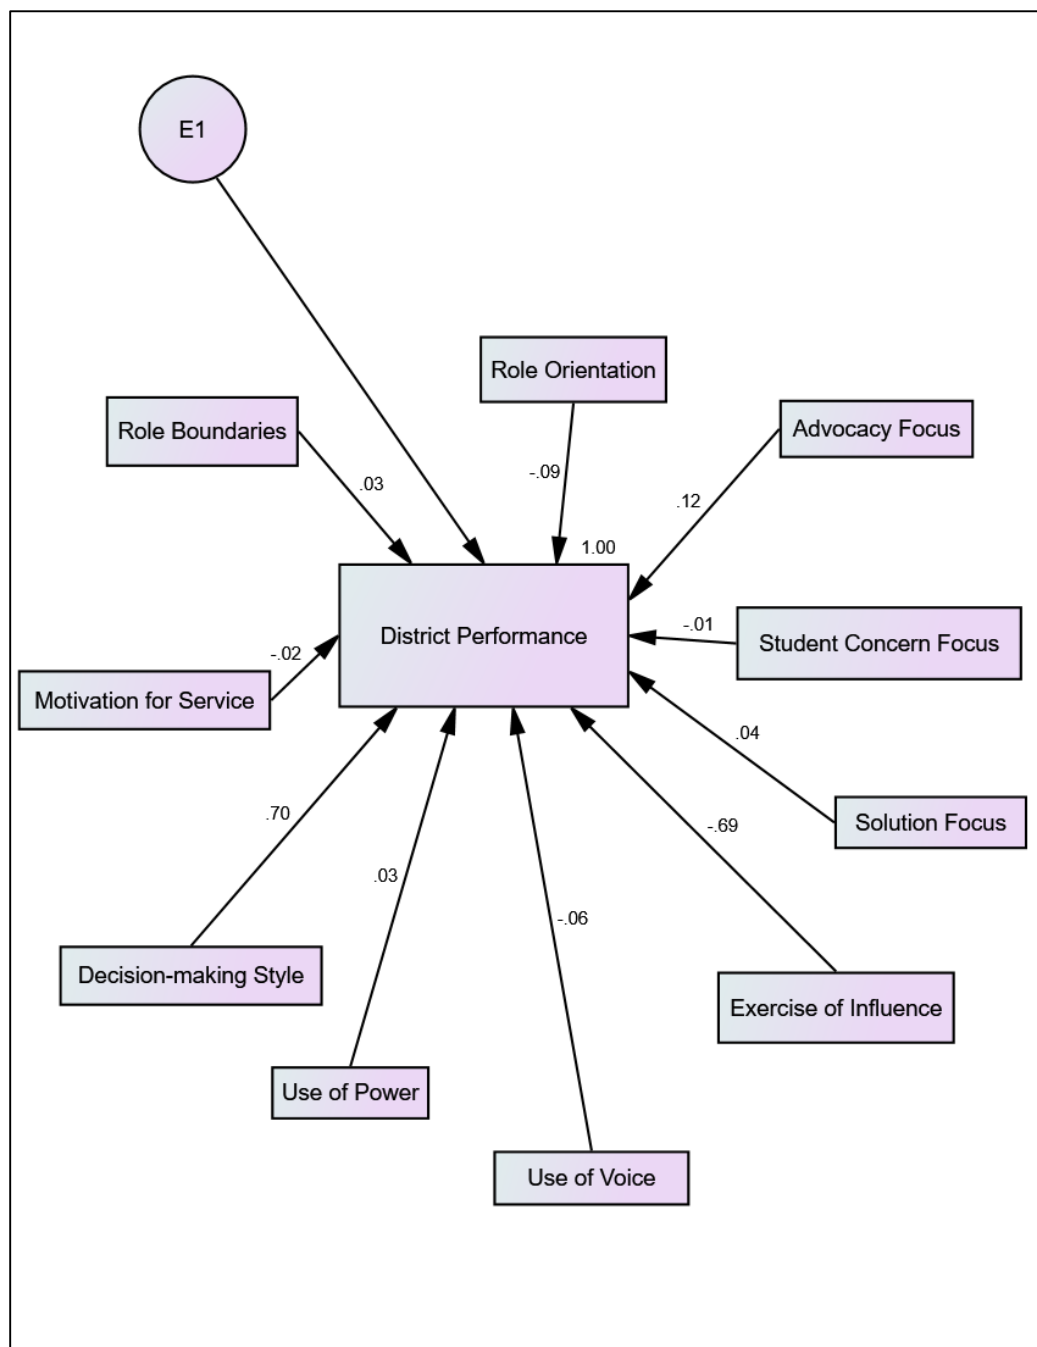 E1
Role Orientation
Role Boundaries
Advocacy Focus
.03
-.09
.12
1.00
District Performance
-.01
Student Concern Focus
-.02
Motivation for Service
.04
.70
-.69
Solution Focus
.03
-.06
Decision-making Style
Exercise of Influence
Use of Power
Use of Voice